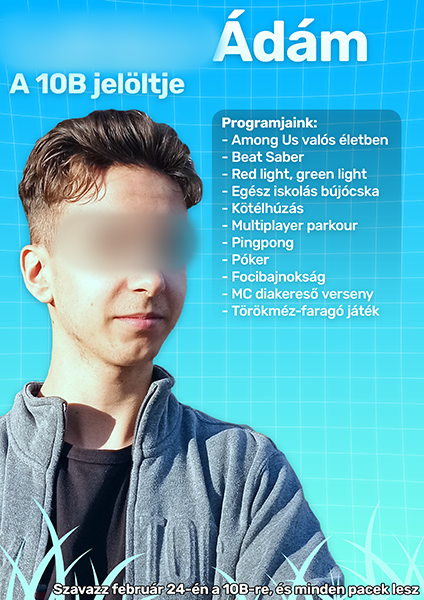 Ádám
A 10B jelöltje
Programjaink:
- Among Us valós életben
- Beat Saber
- Red light, green light
- Egész iskolás bújócska
- Kötélhúzás
- Multiplayer parkour
- Pingpong
- Póker
- Focibajnokság
- MC diakereső verseny
- Törökméz-faragó játék
Szavazz február 24-én a 10B-re, és minden pacek lesz